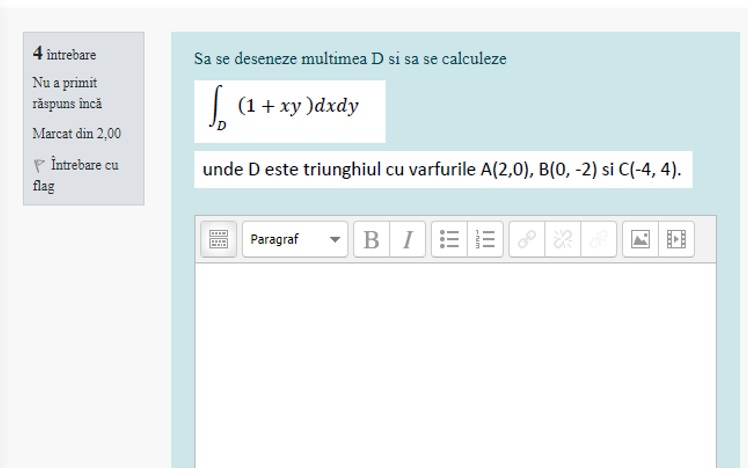 4 întrebare
Nu a primit
răspuns încă
Marcat din 2,00
Întrebare cu
flag
Sa se deseneze multimea D si sa se calculeze
∫_D (1 + xy )dxdy
unde D este triunghiul cu varfurile A(2,0), B(0, -2) si C(-4, 4).
Paragraf B I